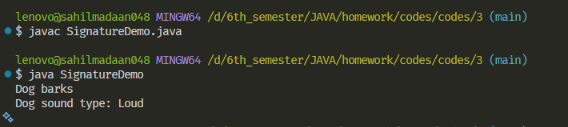 lenovo@sahilmadaan048 MINGW64 /d/6th_semester/JAVA/homework/codes/codes/3 (main)
$ javac SignatureDemo.java
lenovo@sahilmadaan048 MINGW64 /d/6th_semester/JAVA/homework/codes/codes/3 (main)
$ java SignatureDemo
Dog barks
Dog sound type: Loud